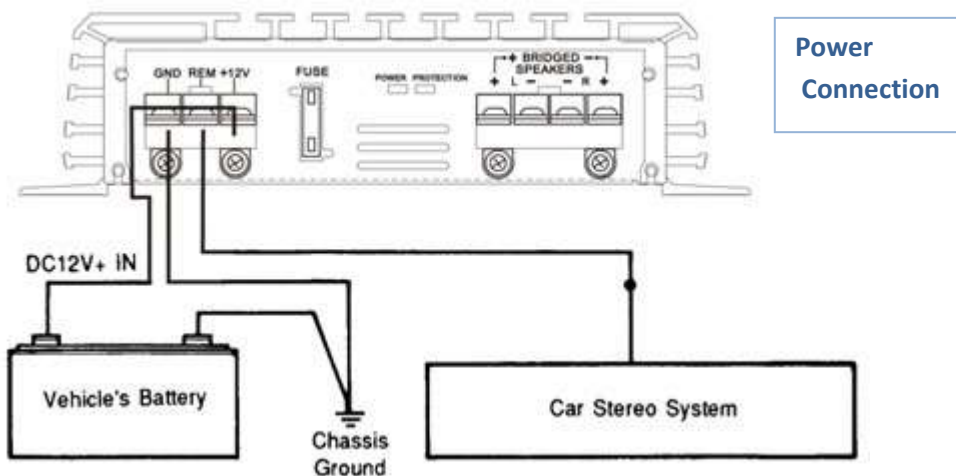 Power
Connection
GND REM +12V
FUSE
POWER PROTECTION
+ BRIDGED −
SPEAKERS
+ L − − R +
DC12V+ IN
Vehicle's Battery
Chassis
Ground
Car Stereo System